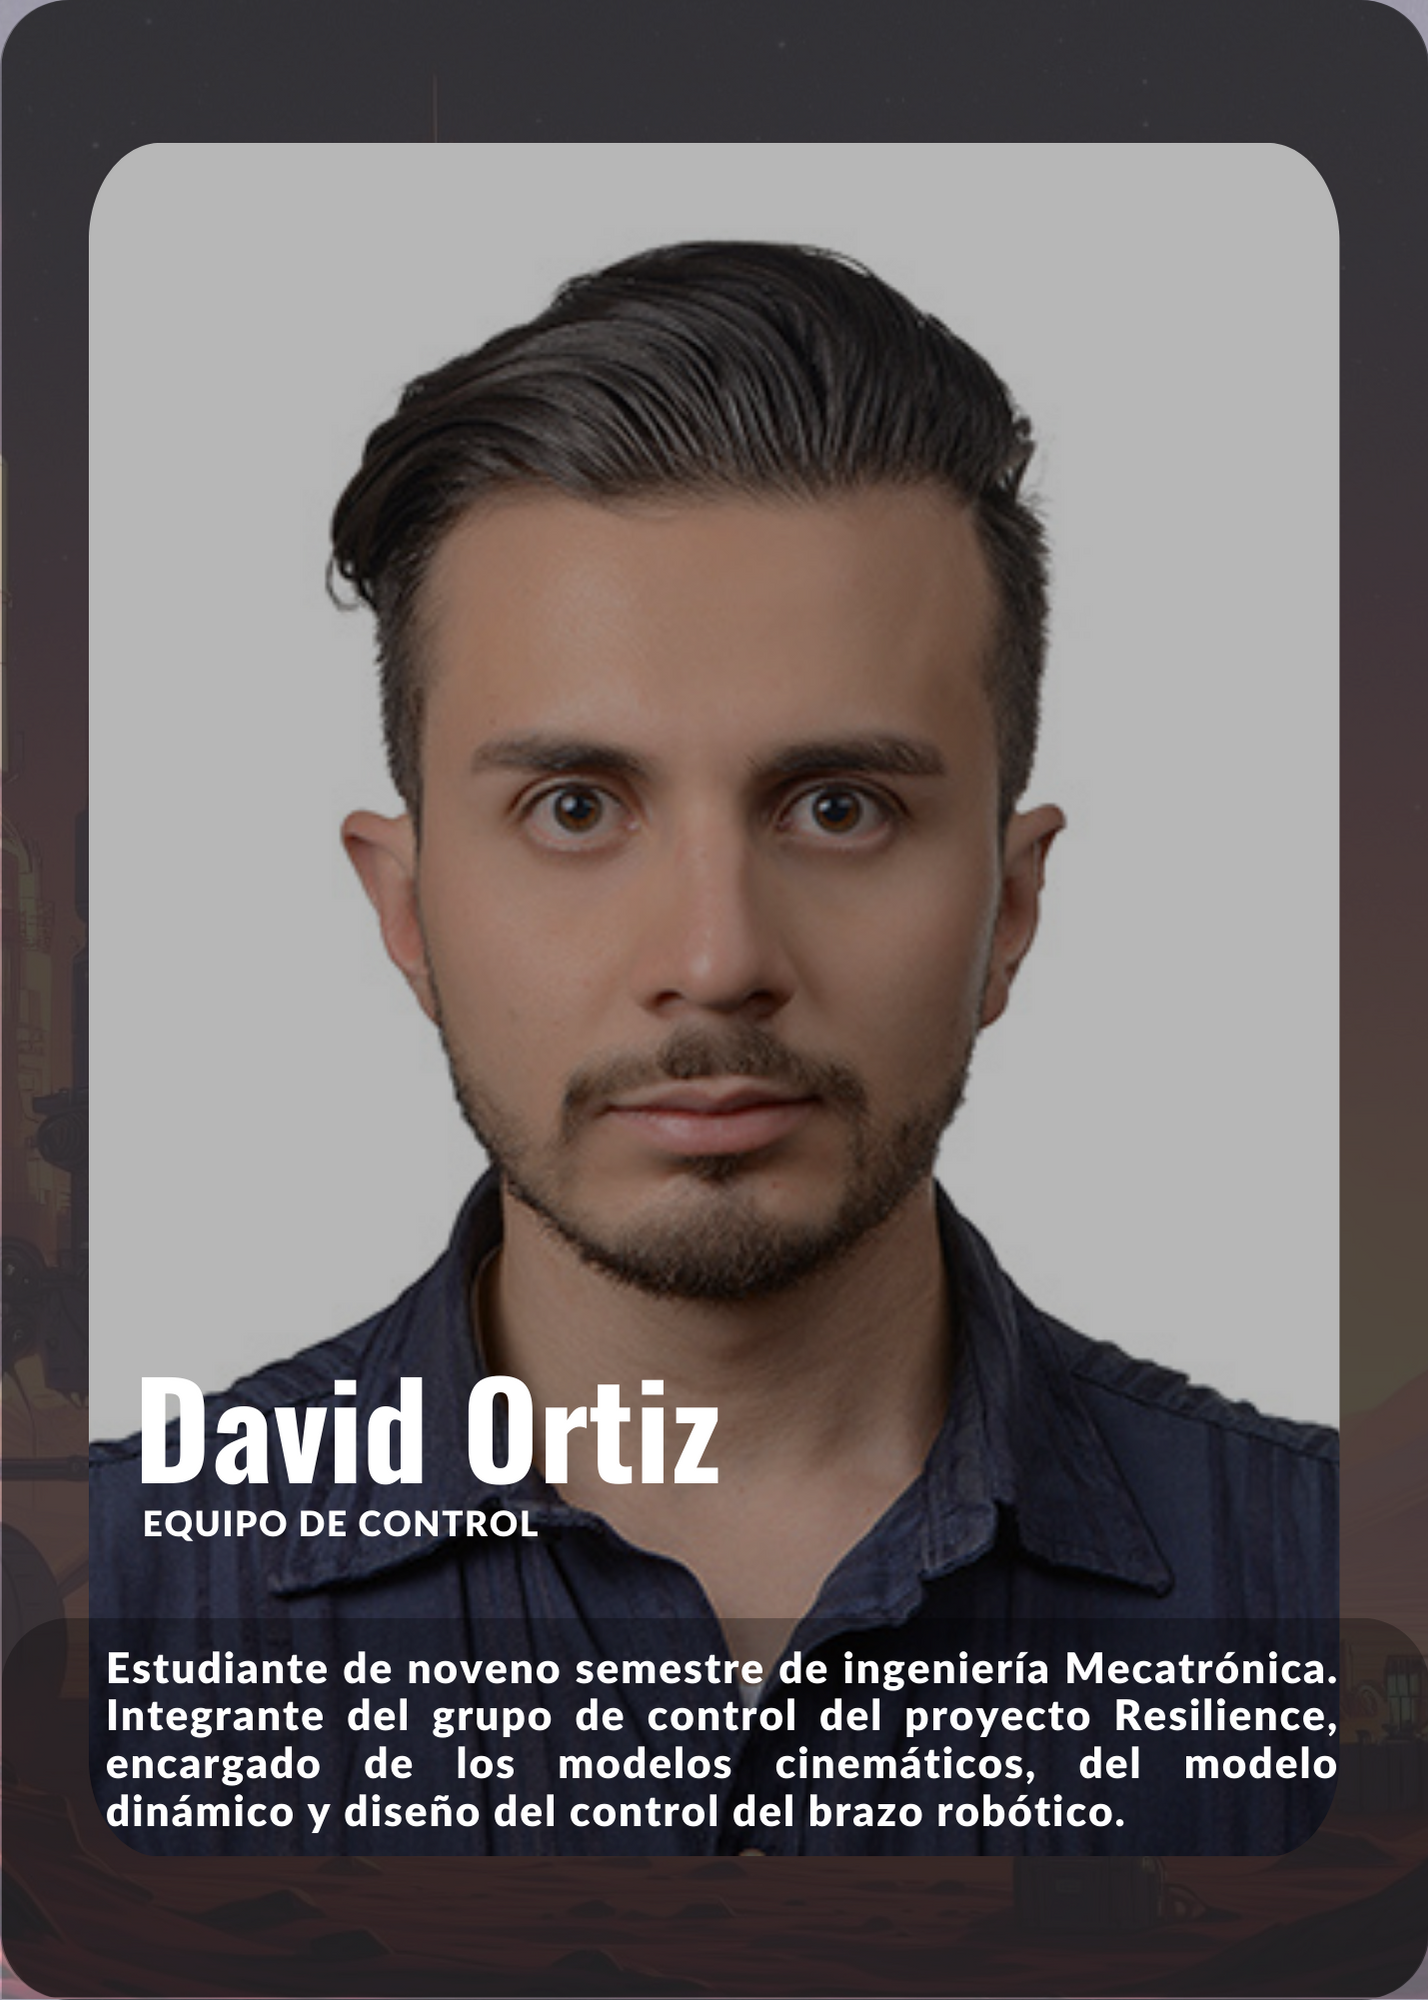 David Ortiz
EQUIPO DE CONTROL
Estudiante de noveno semestre de ingeniería Mecatrónica.
Integrante del grupo de control del proyecto Resilience,
encargado de los modelos cinemáticos, del modelo
dinámico y diseño del control del brazo robótico.